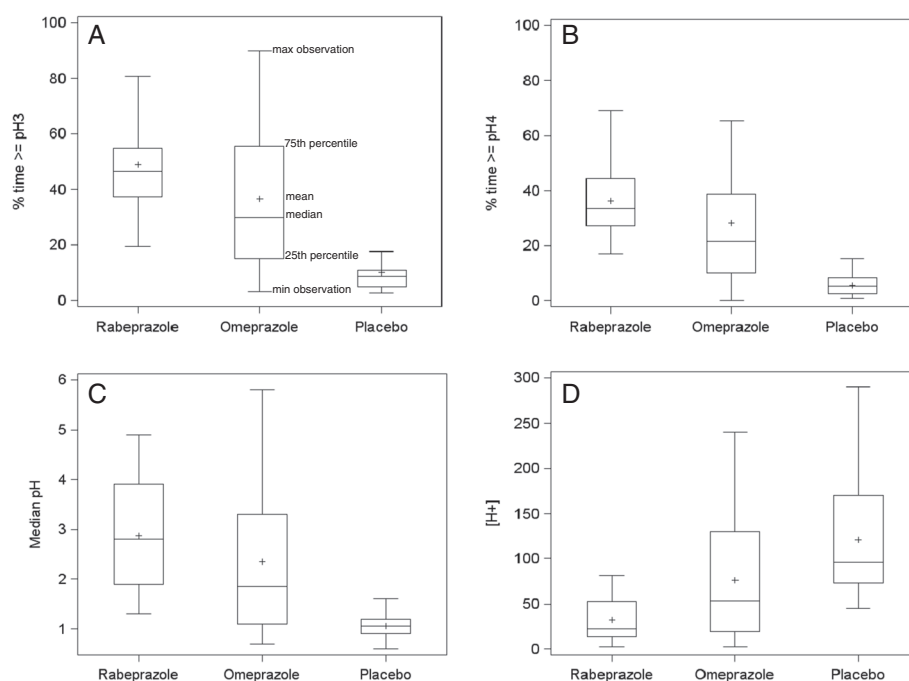 A
% time >= pH3
100
80
60
40
20
0
max observation
75th percentile
mean
median
25th percentile
min observation
Rabeprazole Omeprazole Placebo
B
% time >= pH4
100
80
60
40
20
0
Rabeprazole Omeprazole Placebo
C
Median pH
6
5
4
3
2
1
Rabeprazole Omeprazole Placebo
D
[H+]
300
250
200
150
100
50
0
Rabeprazole Omeprazole Placebo